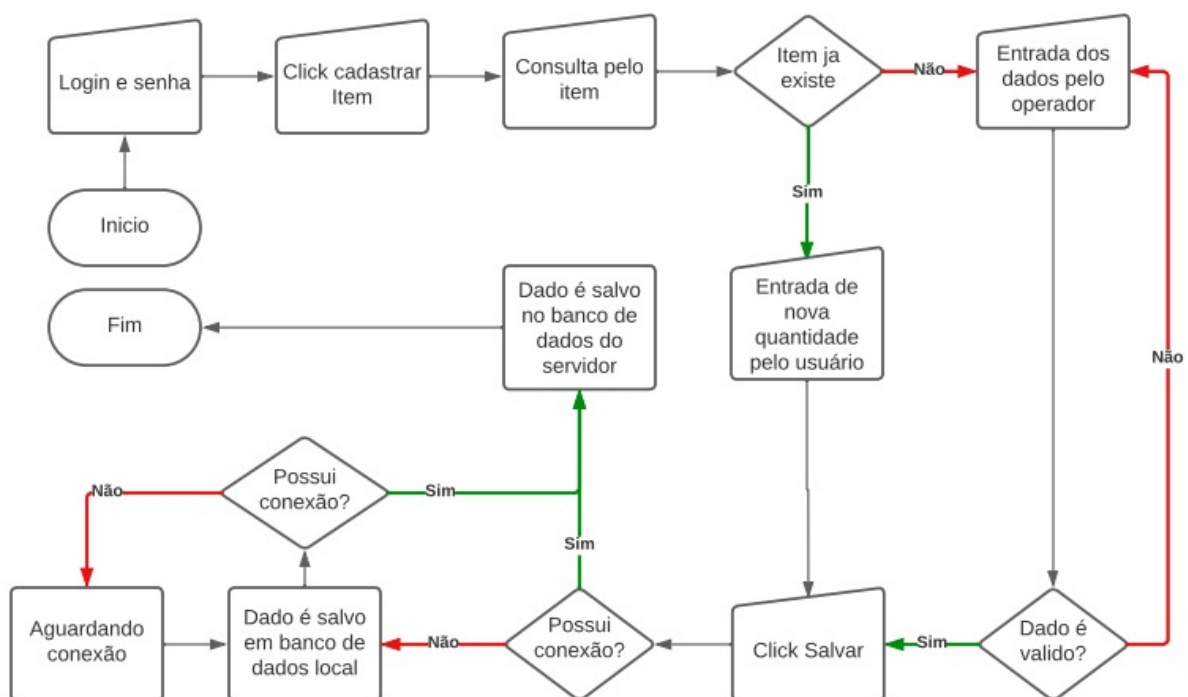 Login e senha
Click cadastrar
Item
Consulta pelo
item
Item ja
existe
Não
Entrada dos
dados pelo
operador
Sim
Inicio
Fim
Dado é salvo
no banco de
dados do
servidor
Entrada de
nova
quantidade
pelo usuário
Não
Possui
conexão?
Não
Sim
Sim
Aguardando
conexão
Dado é salvo
em banco de
dados local
Não
Possui
conexão?
Click Salvar
Sim
Dado é
valido?